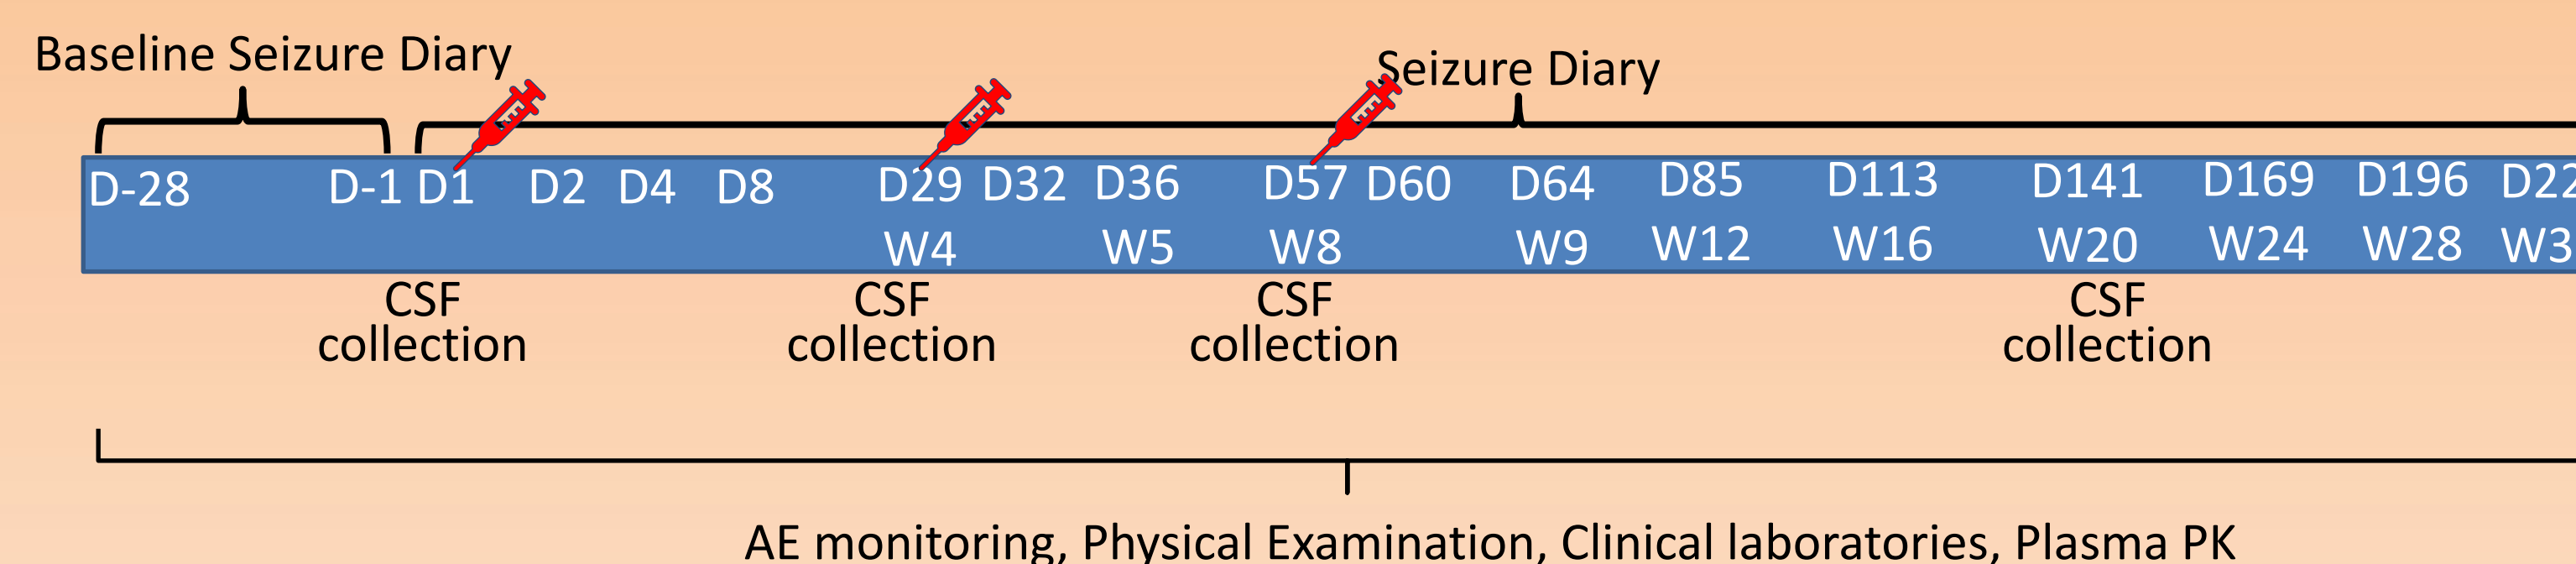 Baseline Seizure Diary
Seizure Diary
D-28 D-1 D1 D2 D4 D8 D29 D32 D36 D57 D60 D64 D85 D113 D141 D169 D196 D22
W4 W5 W8 W9 W12 W16 W20 W24 W28 W3
CSF CSF CSF CSF
collection collection collection collection
AE monitoring, Physical Examination, Clinical laboratories, Plasma PK